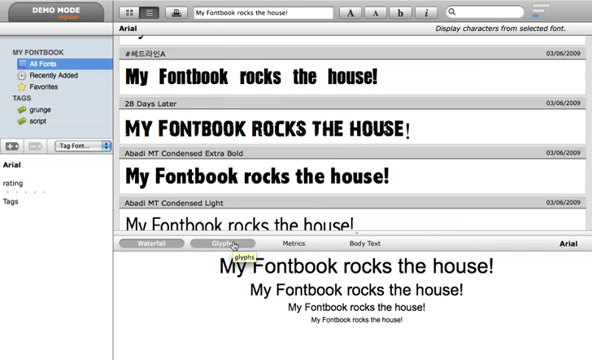 DEMO MODE
register
My Fontbook rocks the house!
A
A
b
i
Arial
Display characters from selected font.
MY FONTBOOK
All Fonts
Recently Added
Favorites
TAGS
grunge
script
Tag Font...
Arial
rating
Tags
#헤드라인A
03/06/2009
My Fontbook rocks the house!
28 Days Later
03/06/2009
MY FONTBOOK ROCKS THE HOUSE!
Abadi MT Condensed Extra Bold
03/06/2009
My Fontbook rocks the house!
Abadi MT Condensed Light
03/06/2009
My Fontbook rocks the house!
Waterfall
Glyphs
Metrics
Body Text
Arial
glyphs
My Fontbook rocks the house!
My Fontbook rocks the house!
My Fontbook rocks the house!
My Fontbook rocks the house!